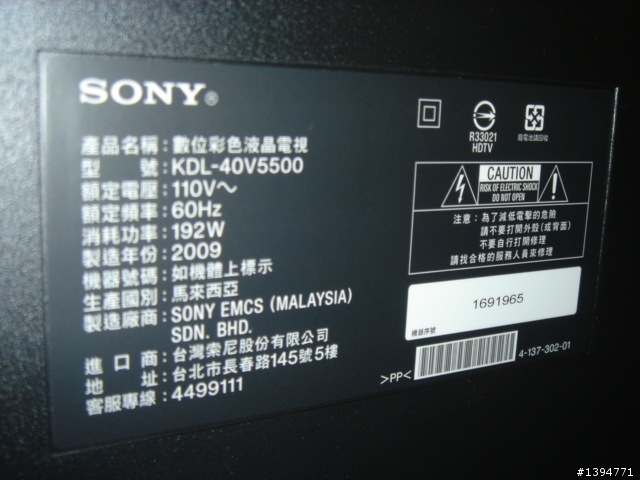 SONY®
產品名稱：數位彩色液晶電視
型　　號：KDL-40V5500
額定電壓：110V～
額定頻率：60Hz
消耗功率：192W
製造年份：2009
機器號碼：如機體上標示
生產國別：馬來西亞
製造廠商：SONY EMCS (MALAYSIA)
SDN. BHD.
進 口 商：台灣索尼股份有限公司
地　　址：台北市長春路145號5樓
客服專線：4499111
R33021
HDTV
廢電池請回收
CAUTION
RISK OF ELECTRIC SHOCK
DO NOT OPEN
注意：為了減低電擊的危險
請不要打開外殼(或背面)
不要自行打開修理
請找合格的服務人員來修理
1691965
機器序號
>PP<
4-137-302-01
#1394771